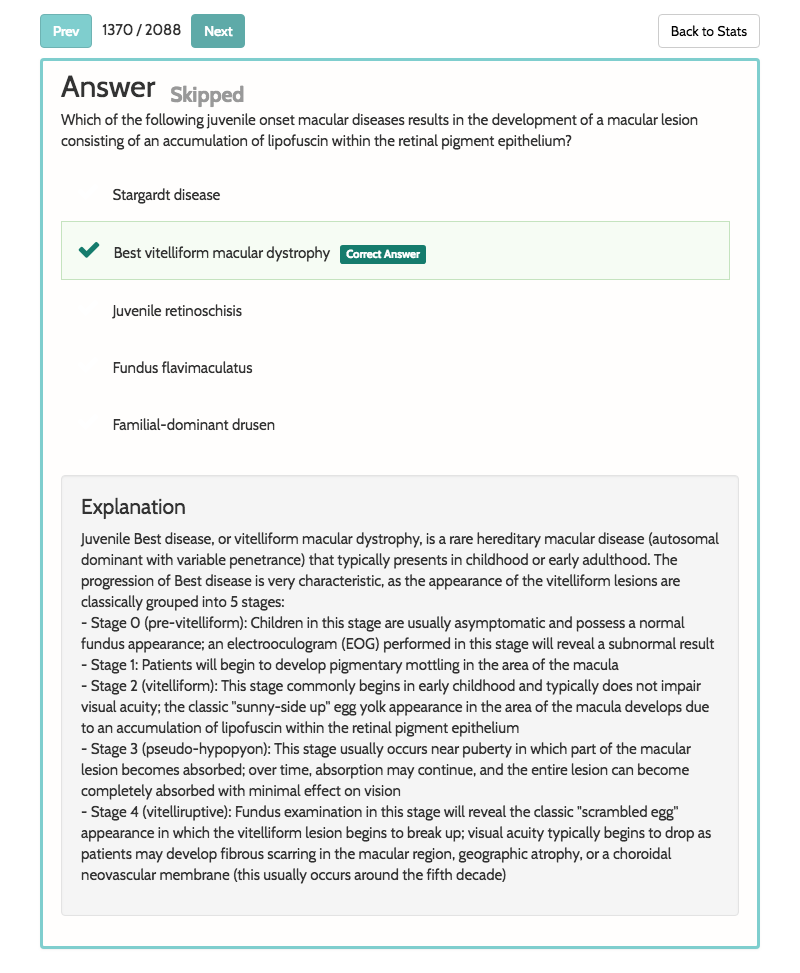 Prev 1370 / 2088 Next Back to Stats
Answer Skipped
Which of the following juvenile onset macular diseases results in the development of a macular lesion
consisting of an accumulation of lipofuscin within the retinal pigment epithelium?
Stargardt disease
Best vitelliform macular dystrophy Correct Answer
Juvenile retinoschisis
Fundus flavimaculatus
Familial-dominant drusen
Explanation
Juvenile Best disease, or vitelliform macular dystrophy, is a rare hereditary macular disease (autosomal
dominant with variable penetrance) that typically presents in childhood or early adulthood. The
progression of Best disease is very characteristic, as the appearance of the vitelliform lesions are
classically grouped into 5 stages:
- Stage 0 (pre-vitelliform): Children in this stage are usually asymptomatic and possess a normal
fundus appearance; an electrooculogram (EOG) performed in this stage will reveal a subnormal result
- Stage 1: Patients will begin to develop pigmentary mottling in the area of the macula
- Stage 2 (vitelliform): This stage commonly begins in early childhood and typically does not impair
visual acuity; the classic "sunny-side up" egg yolk appearance in the area of the macula develops due
to an accumulation of lipofuscin within the retinal pigment epithelium
- Stage 3 (pseudo-hypopyon): This stage usually occurs near puberty in which part of the macular
lesion becomes absorbed; over time, absorption may continue, and the entire lesion can become
completely absorbed with minimal effect on vision
- Stage 4 (vitelliruptive): Fundus examination in this stage will reveal the classic "scrambled egg"
appearance in which the vitelliform lesion begins to break up; visual acuity typically begins to drop as
patients may develop fibrous scarring in the macular region, geographic atrophy, or a choroidal
neovascular membrane (this usually occurs around the fifth decade)